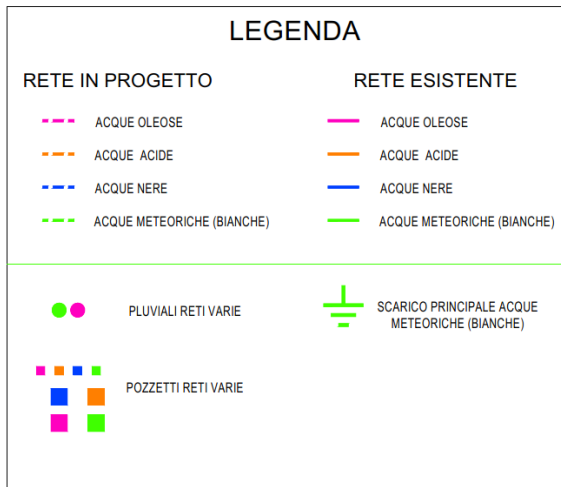 LEGENDA
RETE IN PROGETTO
ACQUE OLEOSE
ACQUE ACIDE
ACQUE NERE
ACQUE METEORICHE (BIANCHE)
RETE ESISTENTE
ACQUE OLEOSE
ACQUE ACIDE
ACQUE NERE
ACQUE METEORICHE (BIANCHE)
PLUVIALI RETI VARIE
SCARICO PRINCIPALE ACQUE
METEORICHE (BIANCHE)
POZZETTI RETI VARIE